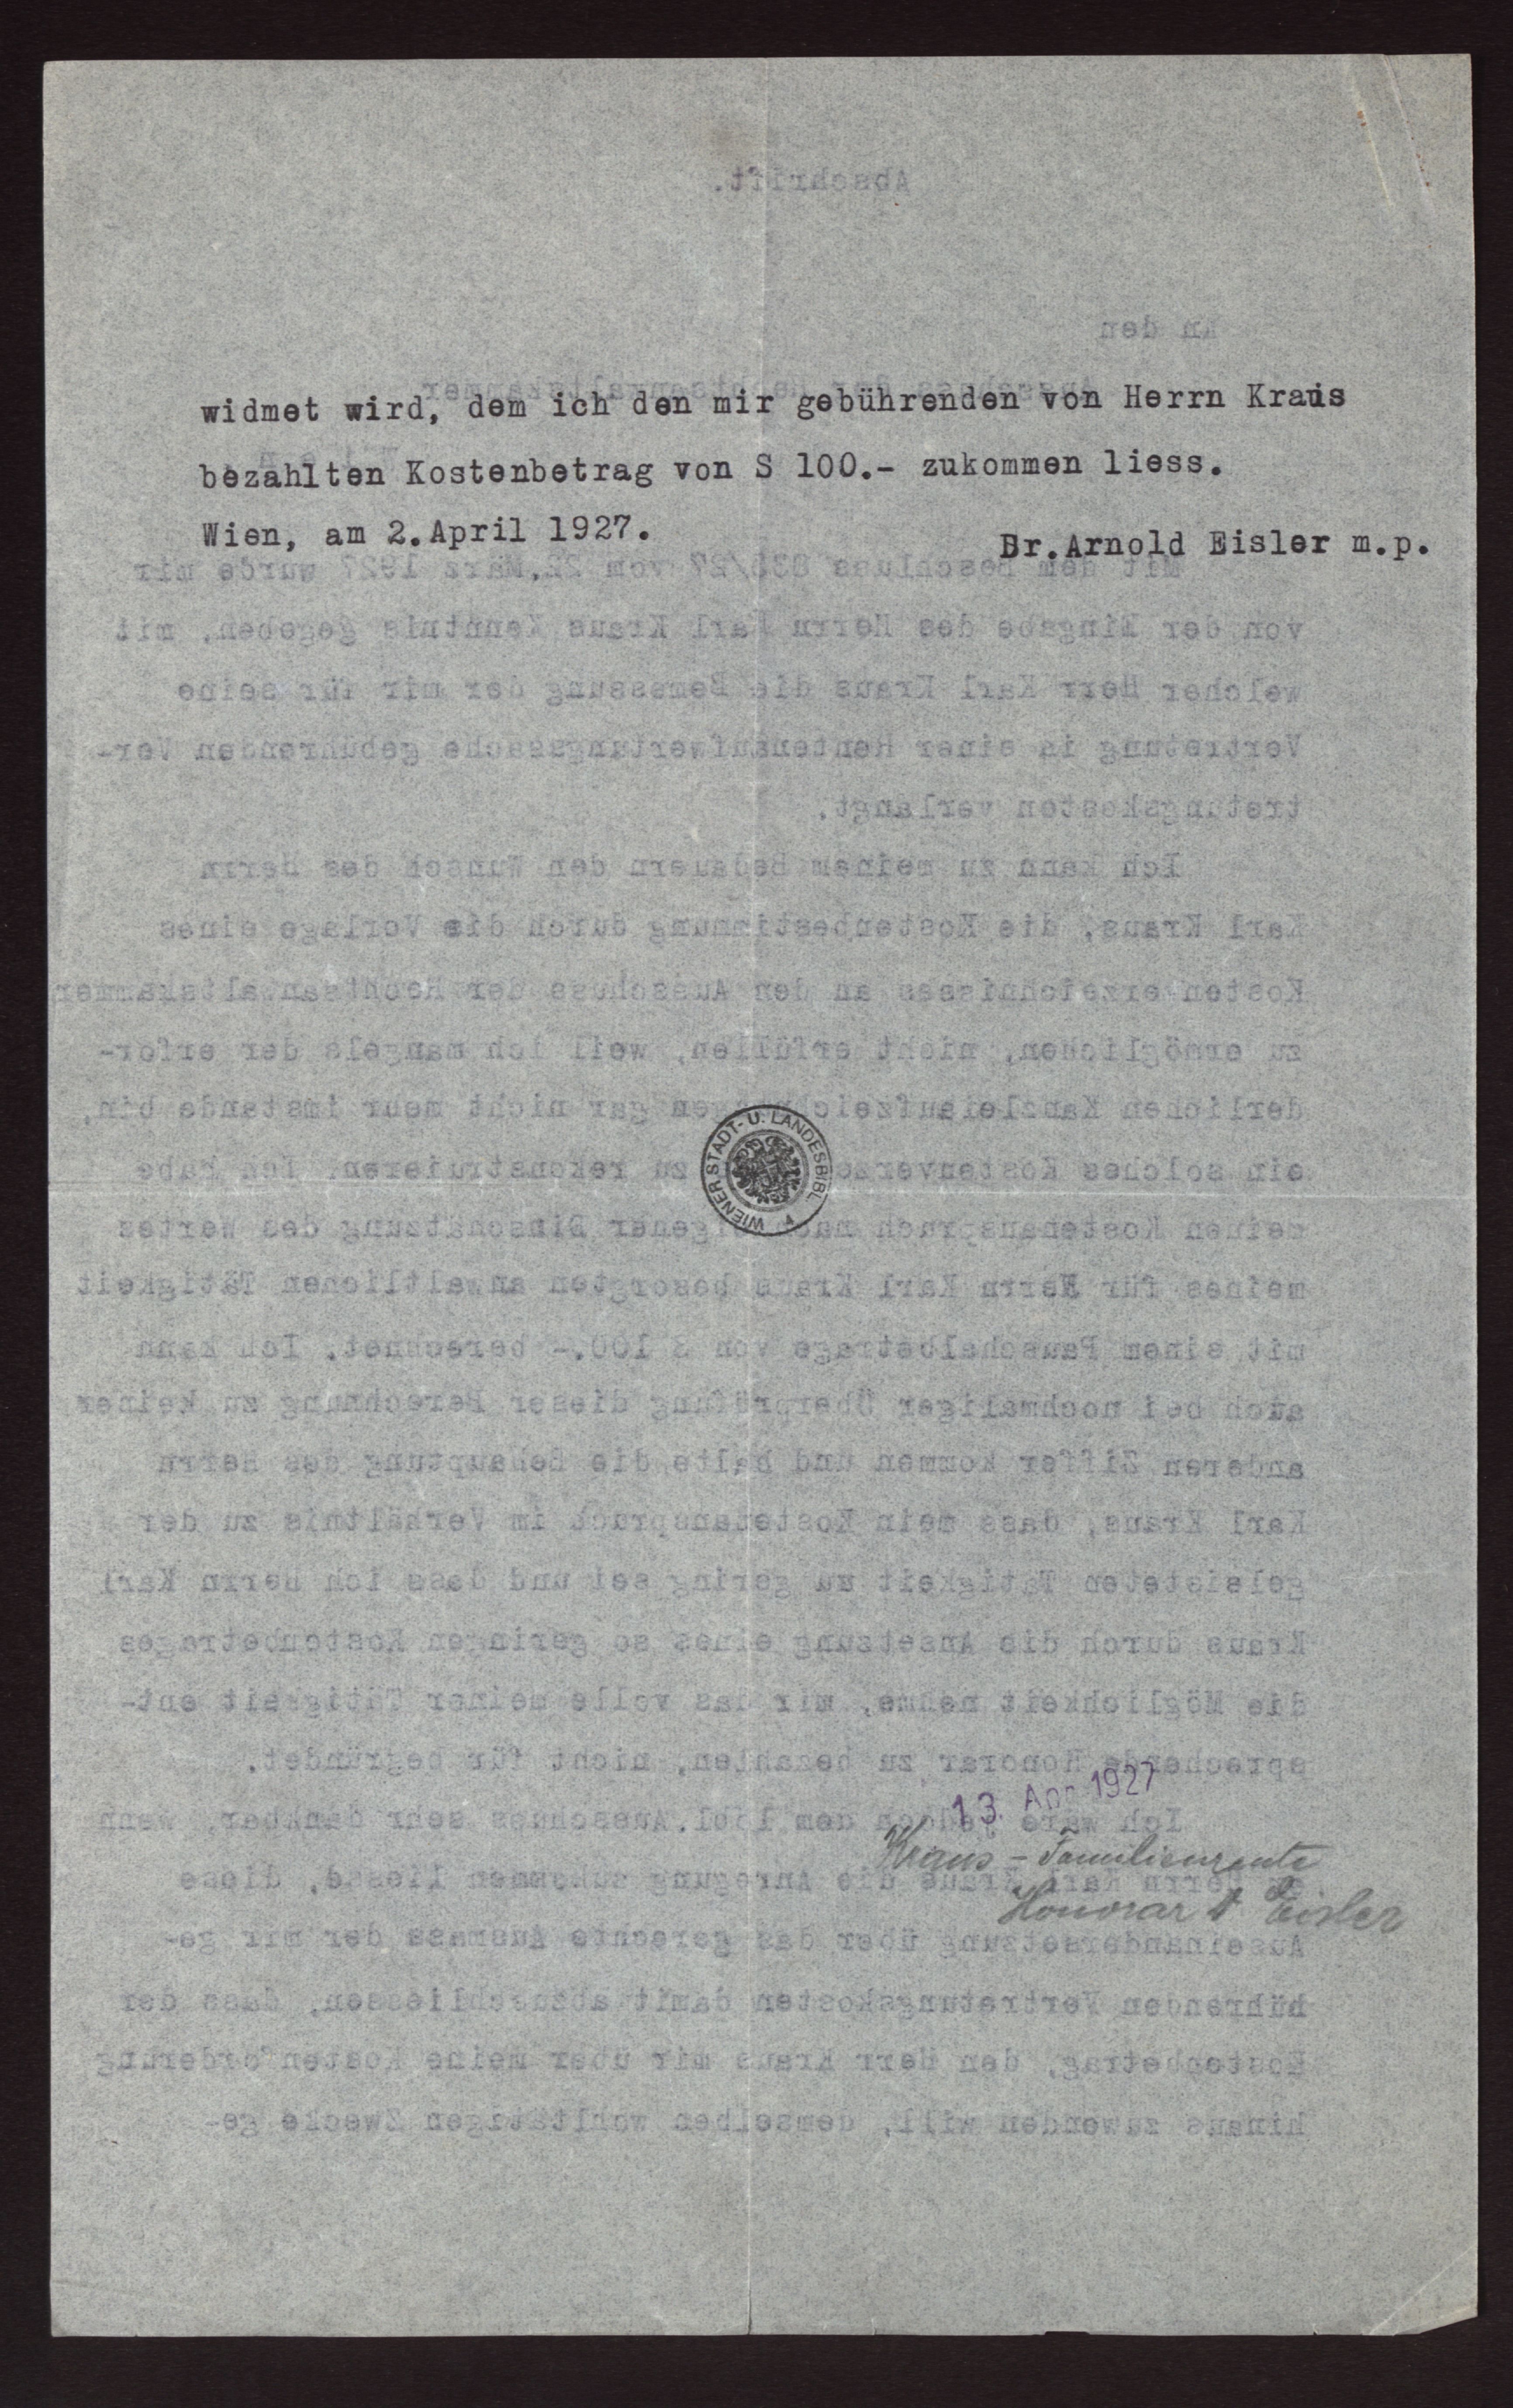 widmet wird, dem ich den mir gebührenden von Herrn Kraus
bezahlten Kostenbetrag von S 100.- zukommen liess.
Wien, am 2.April 1927.
Dr.Arnold Eisler m.p.
WIENER STADT- U. LANDESBIBL.
13. Apr 1927
Kraus - Familienrente
Honorar Eisler
Abschrift.
An den
Ausschuss der Rechtsanwaltskammer
Wien
Mit dem Beschluss 836/27 vom 22.März 1927 wurde mir
von der Eingabe des Herrn Karl Kraus Kenntnis gegeben, mit
welcher Herr Karl Kraus die Bemessung der mir für seine
Vertretung in einer Rentenaufwertungssache gebührenden Ver-
tretungskosten verlangt.
Ich kann zu meinem Bedauern den Wunsch des Herrn
Karl Kraus, die Kostenbestimmung durch die Vorlage eines
Kostenverzeichnisses an den Ausschuss der Rechtsanwaltskammer
zu ermöglichen, nicht erfüllen, weil ich mangels der erfor-
derlichen Kanzleiaufzeichnungen gar nicht mehr imstande bin,
ein solches zu rekonstruieren. Ich habe
meinen Kostenanspruch nach eigener Einschätzung des Wertes
meines für Herrn Karl Kraus besorgten anwaltlichen Tätigkeit
mit einem Pauschalbetrage von S 100.- berechnet. Ich kann
auch bei nochmaliger Überprüfung dieser Berechnung zu keiner
anderen Ziffer kommen und halte die Behauptung des Herrn
Karl Kraus, dass mein Kostenanspruch im Verhältnis zu der
geleisteten Tätigkeit zu gering sei und dass ich Herrn Karl
Kraus durch die Ansetzung eines so geringen Kostenbetrages
die Möglichkeit nehme, mir das volle meiner Tätigkeit ent-
sprechende Honorar zu bezahlen, nicht für begründet.
Ich wäre jedoch dem löbl.Ausschuss sehr dankbar, wenn
er Herrn Karl Kraus die Anregung zukommen liesse, diese
Auseinandersetzung über das gerechte Ausmass der mir ge-
bührenden Vertretungskosten damit abzuschliessen, dass der
Kostenbetrag, den Herr Kraus mir über meine Kostenforderung
hinaus zuwenden will, demselben wohltätigen Zwecke ge-